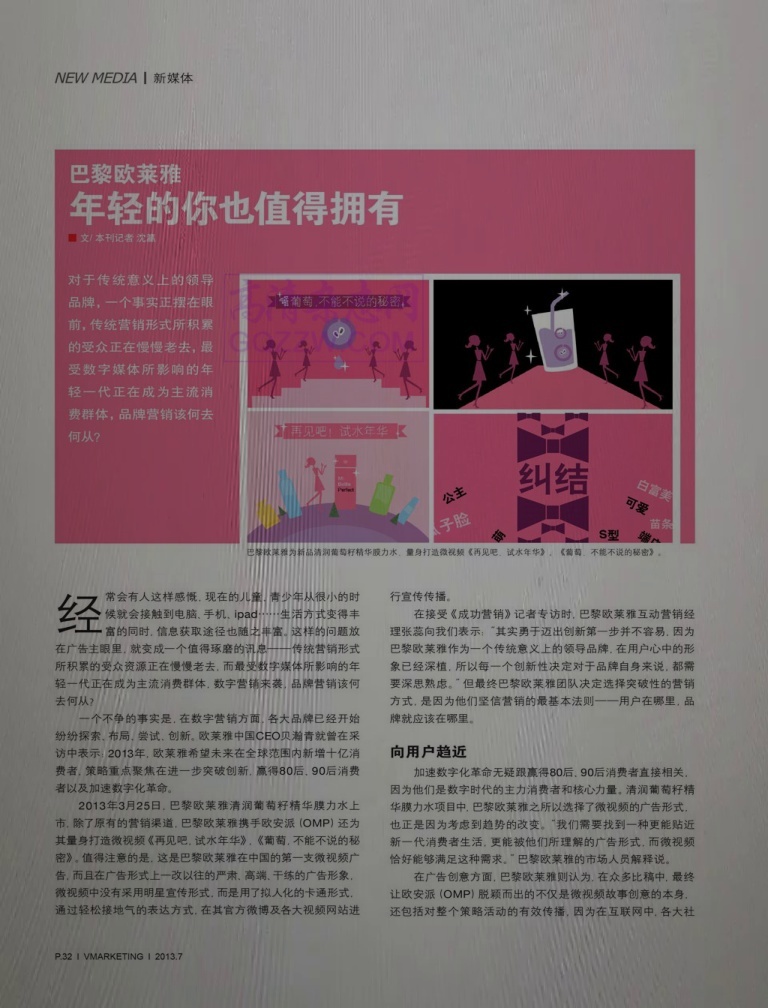 NEW MEDIA | 新媒体
巴黎欧莱雅
年轻的你也值得拥有
文/ 本刊记者
对于传统意义上的领导
品牌，一个事实正摆在眼
前，传统营销形式所积累
的受众正在慢慢老去，最
受数字媒体所影响的年
轻一代正在成为主流消
费群体，品牌营销该何去
何从？
葡萄，不能不说的秘密
再见吧！试水年华
纠结
公主
子脸
白富美
可爱
苗条
S型
巴黎欧莱雅为新品清润葡萄籽精华膜力水，量身打造微视频《再见吧，试水年华》、《葡萄，不能不说的秘密》。
经常会有人这样感慨，现在的儿童，青少年从很小的时
候就会接触到电脑，手机，ipad……生活方式变得丰
富的同时，信息获取途径也随之丰富。这样的问题放
在广告主眼里，就变成一个值得琢磨的讯息——传统营销形式
所积累的受众资源正在慢慢老去，而最受数字媒体所影响的年
轻一代正在成为主流消费群体，数字营销来袭，品牌营销该何
去何从？
一个不争的事实是，在数字营销方面，各大品牌已经开始
纷纷探索、布局、尝试、创新。欧莱雅中国CEO贝瀚青就曾在采
访中表示：2013年，欧莱雅希望未来在全球范围内新增十亿消
费者，策略重点聚焦在进一步突破创新，赢得80后、90后消费
者以及加速数字化革命。
2013年3月25日，巴黎欧莱雅清润葡萄籽精华膜力水上
市，除了原有的营销渠道，巴黎欧莱雅携手欧安派（OMP）还为
其量身打造微视频《再见吧，试水年华》、《葡萄，不能不说的秘
密》。值得注意的是，这是巴黎欧莱雅在中国的第一支微视频广
告，而且在广告形式上一改以往的严肃、高端、干练的广告形象，
微视频中没有采用明星宣传形式，而是用了拟人化的卡通形式，
通过轻松接地气的表达方式，在其官方微博及各大视频网站进
行宣传传播。
在接受《成功营销》记者专访时，巴黎欧莱雅互动营销经
理张蕊向我们表示：“其实勇于迈出创新第一步并不容易，因为
巴黎欧莱雅作为一个传统意义上的领导品牌，在用户心中的形
象已经深植，所以每一个创新性决定对于品牌自身来说，都需
要深思熟虑。”但最终巴黎欧莱雅团队决定选择突破性的营销
方式，是因为他们坚信营销的最基本法则——用户在哪里，品
牌就应该在哪里。
向用户趋近
加速数字化革命无疑跟赢得80后、90后消费者直接相关，
因为他们是数字时代的主力消费者和核心力量。清润葡萄籽精
华膜力水项目中，巴黎欧莱雅之所以选择了微视频的广告形式，
也正是因为考虑到趋势的改变。“我们需要找到一种更能贴近
新一代消费者生活，更能被他们所理解的广告形式，而微视频
恰好能够满足这种需求。”巴黎欧莱雅的市场人员解释说。
在广告创意方面，巴黎欧莱雅则认为，在众多比稿中，最终
让欧安派（OMP）脱颖而出的不仅是微视频故事创意的本身，
还包括对整个策略活动的有效传播，因为在互联网中，各大社
P.32 | VMARKETING | 2013.7